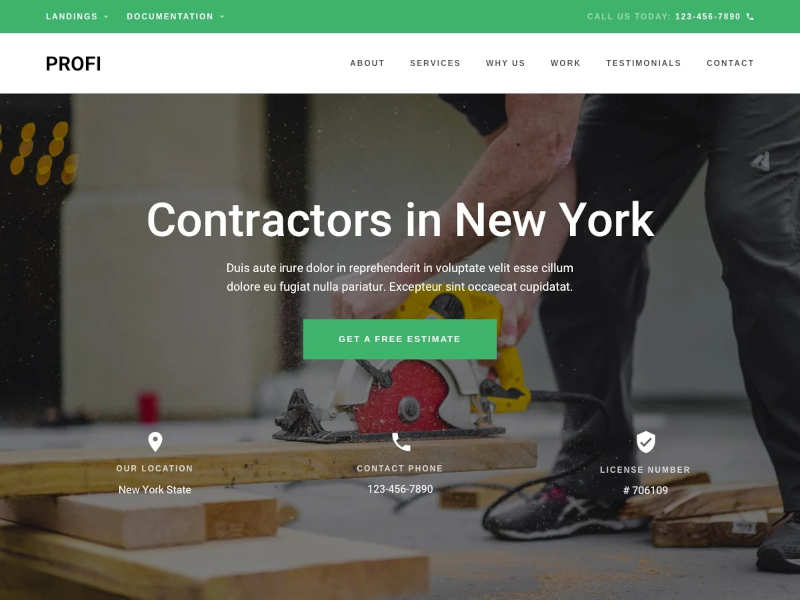 LANDINGS DOCUMENTATION CALL US TODAY: 123-456-7890
PROFI ABOUT SERVICES WHY US WORK TESTIMONIALS CONTACT
Contractors in New York
Duis aute irure dolor in reprehenderit in voluptate velit esse cillum
dolore eu fugiat nulla pariatur. Excepteur sint occaecat cupidatat.
GET A FREE ESTIMATE
OUR LOCATION
New York State
CONTACT PHONE
123-456-7890
LICENSE NUMBER
# 706109